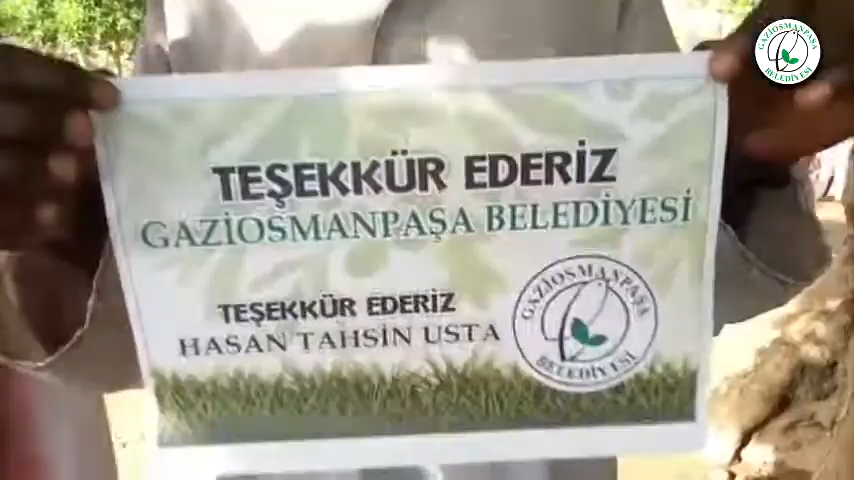 GAZİOSMANPAŞA
BELEDİYESİ
TEŞEKKÜR EDERİZ
GAZİOSMANPAŞA BELEDİYESİ
TEŞEKKÜR EDERİZ
HASAN TAHSİN USTA
GAZİOSMANPAŞA
BELEDİYESİ